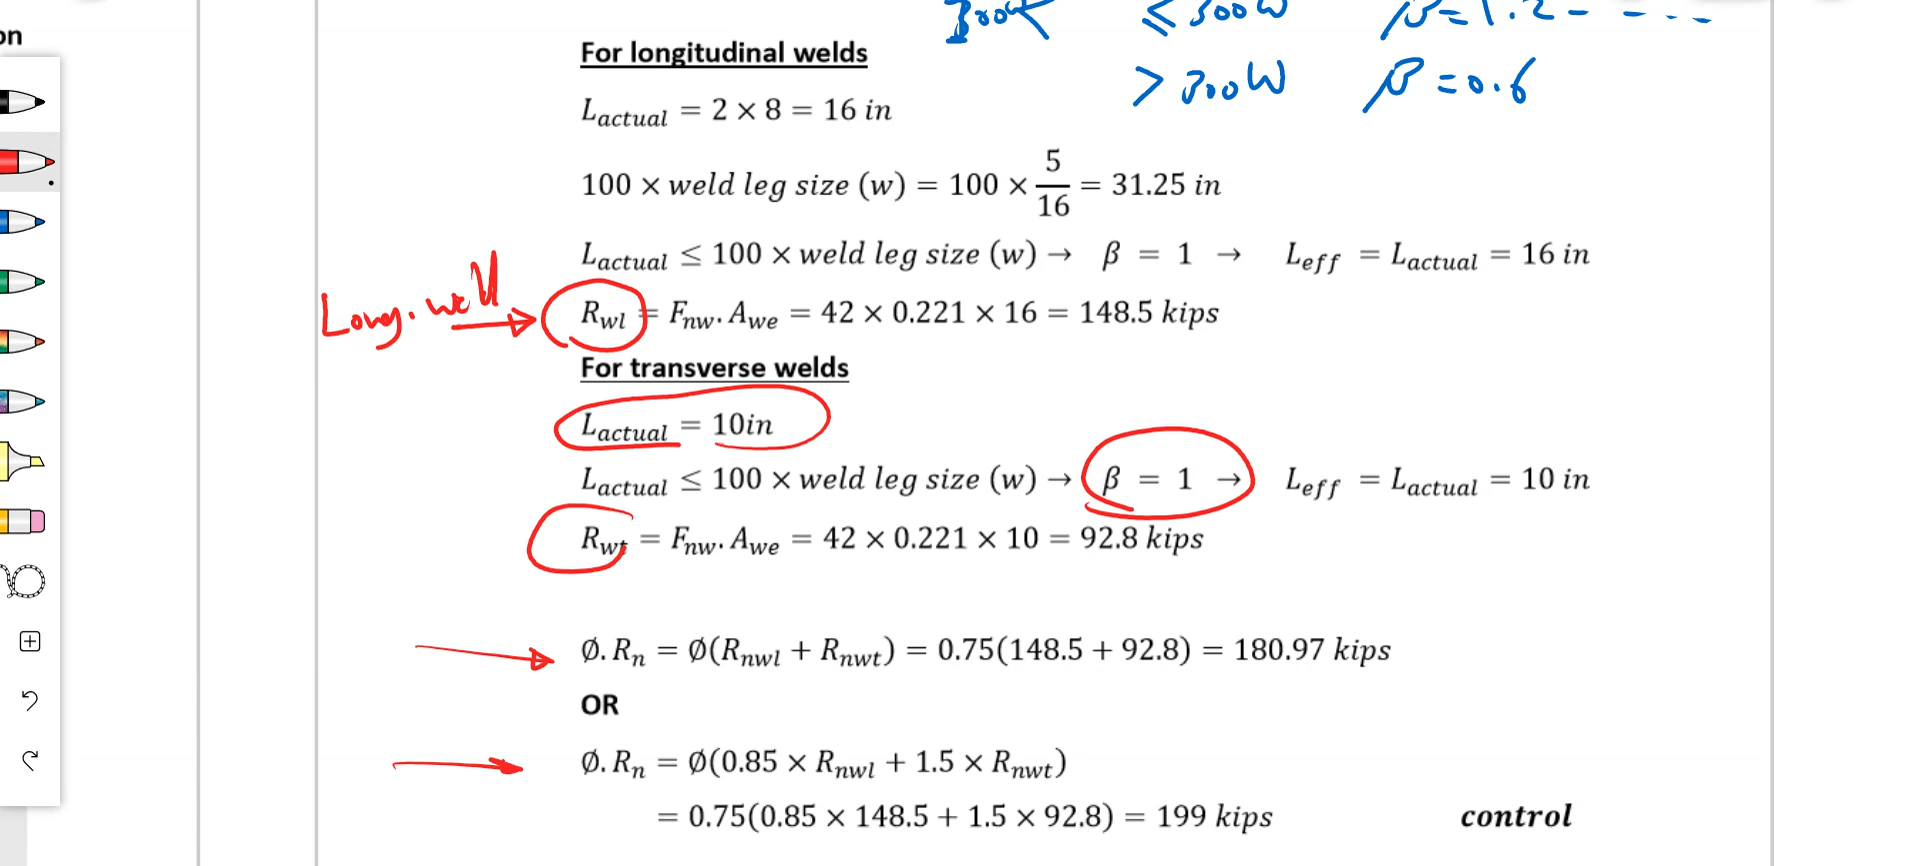 300W ≤ 300W β = 1.2 - - - - -
on
For longitudinal welds
> 300W β = 0.6
L_actual = 2 × 8 = 16 in
100 × weld leg size (w) = 100 × 5/16 = 31.25 in
L_actual ≤ 100 × weld leg size (w) → β = 1 → L_eff = L_actual = 16 in
Long. weld
R_wl = F_nw. A_we = 42 × 0.221 × 16 = 148.5 kips
For transverse welds
L_actual = 10in
L_actual ≤ 100 × weld leg size (w) → β = 1 → L_eff = L_actual = 10 in
R_wt = F_nw. A_we = 42 × 0.221 × 10 = 92.8 kips
Ø. R_n = Ø(R_nwl + R_nwt) = 0.75(148.5 + 92.8) = 180.97 kips
OR
Ø. R_n = Ø(0.85 × R_nwl + 1.5 × R_nwt)
= 0.75(0.85 × 148.5 + 1.5 × 92.8) = 199 kips control